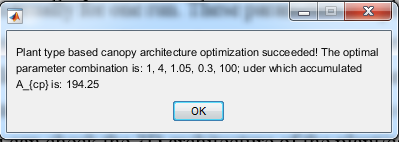 Plant type based canopy architecture optimization succeeded! The optimal
parameter combination is: 1, 4, 1.05, 0.3, 100; uder which accumulated
A_{cp} is: 194.25
OK